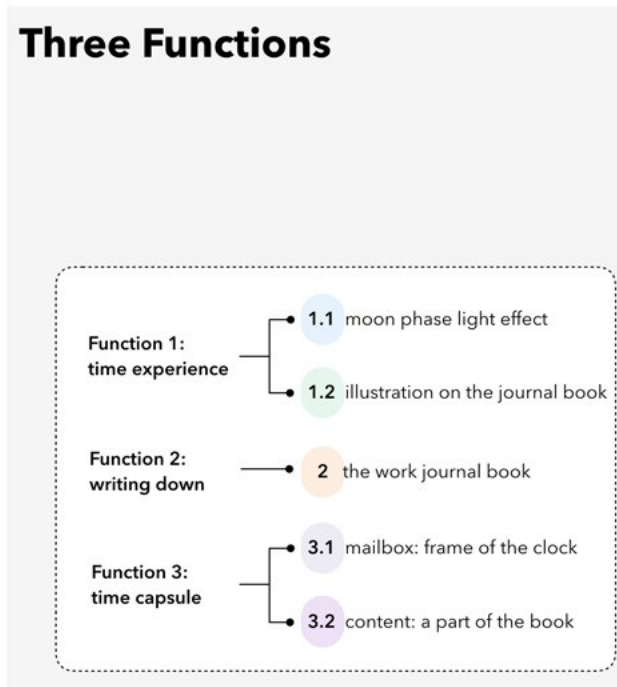 Three Functions
Function 1:
time experience
1.1 moon phase light effect
1.2 illustration on the journal book
Function 2:
writing down
2 the work journal book
Function 3:
time capsule
3.1 mailbox: frame of the clock
3.2 content: a part of the book